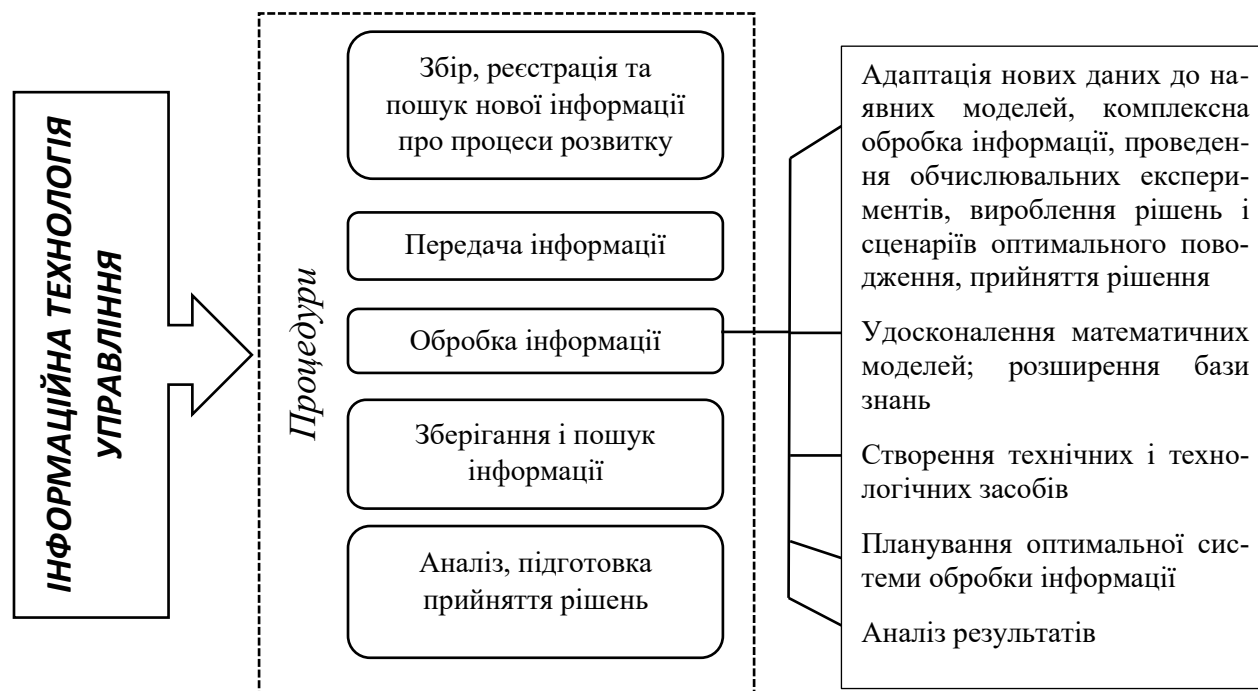 ІНФОРМАЦІЙНА ТЕХНОЛОГІЯ
УПРАВЛІННЯ
Процедури
Збір, реєстрація та
пошук нової інформації
про процеси розвитку
Передача інформації
Обробка інформації
Зберігання і пошук
інформації
Аналіз, підготовка
прийняття рішень
Адаптація нових даних до на-
явних моделей, комплексна
обробка інформації, проведен-
ня обчислювальних експери-
ментів, вироблення рішень і
сценаріїв оптимального пово-
дження, прийняття рішення
Удосконалення математичних
моделей; розширення бази
знань
Створення технічних і техно-
логічних засобів
Планування оптимальної сис-
теми обробки інформації
Аналіз результатів